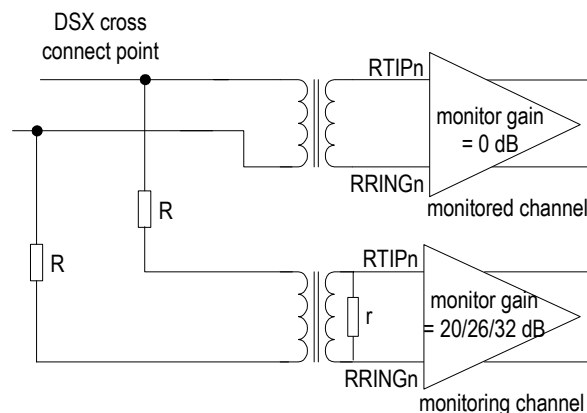 DSX cross
connect point
RTIPn
monitor gain
= 0 dB
RRINGn
monitored channel
R
R
RTIPn
monitor gain
= 20/26/32 dB
r
RRINGn
monitoring channel